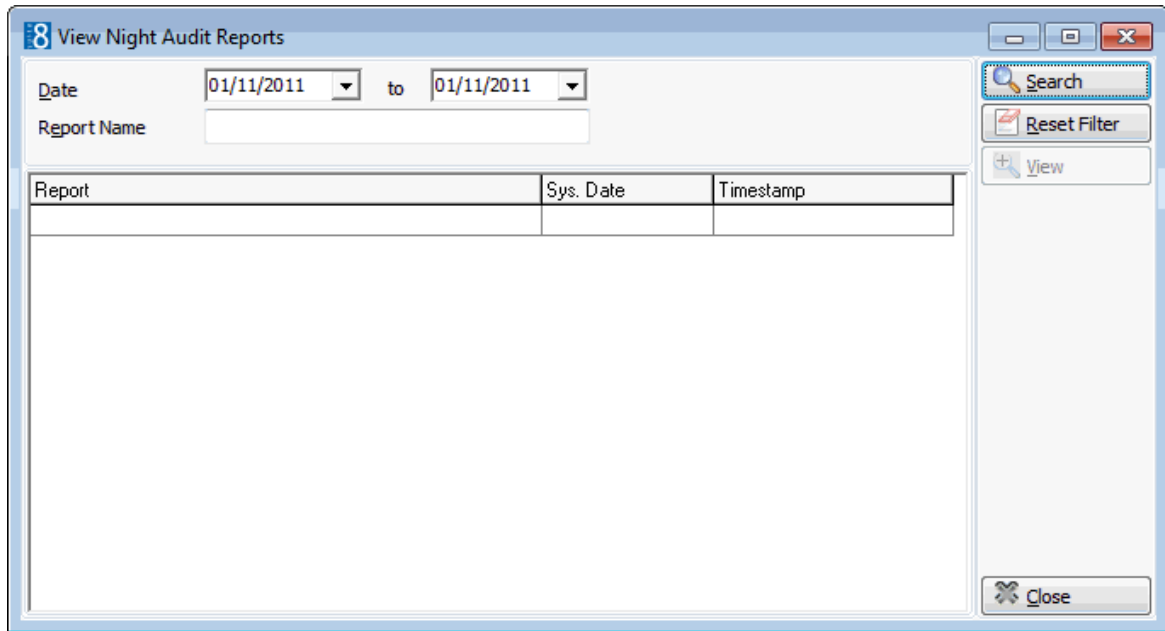 8 View Night Audit Reports
Date 01/11/2011 to 01/11/2011 Search
Report Name Reset Filter
View
Report Sys. Date Timestamp
Close